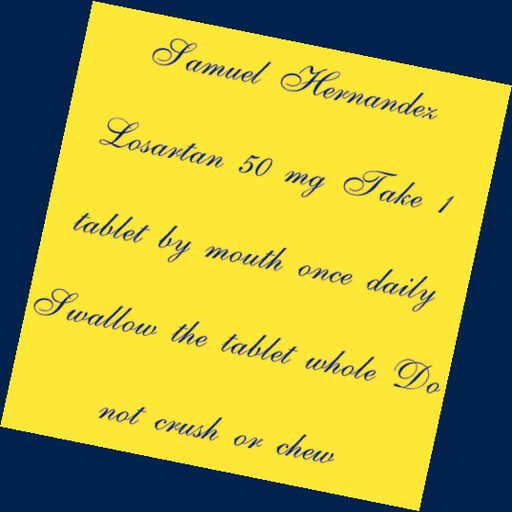 Samuel Hernandez
Losartan 50 mg Take 1
tablet by mouth once daily
Swallow the tablet whole Do
not crush or chew